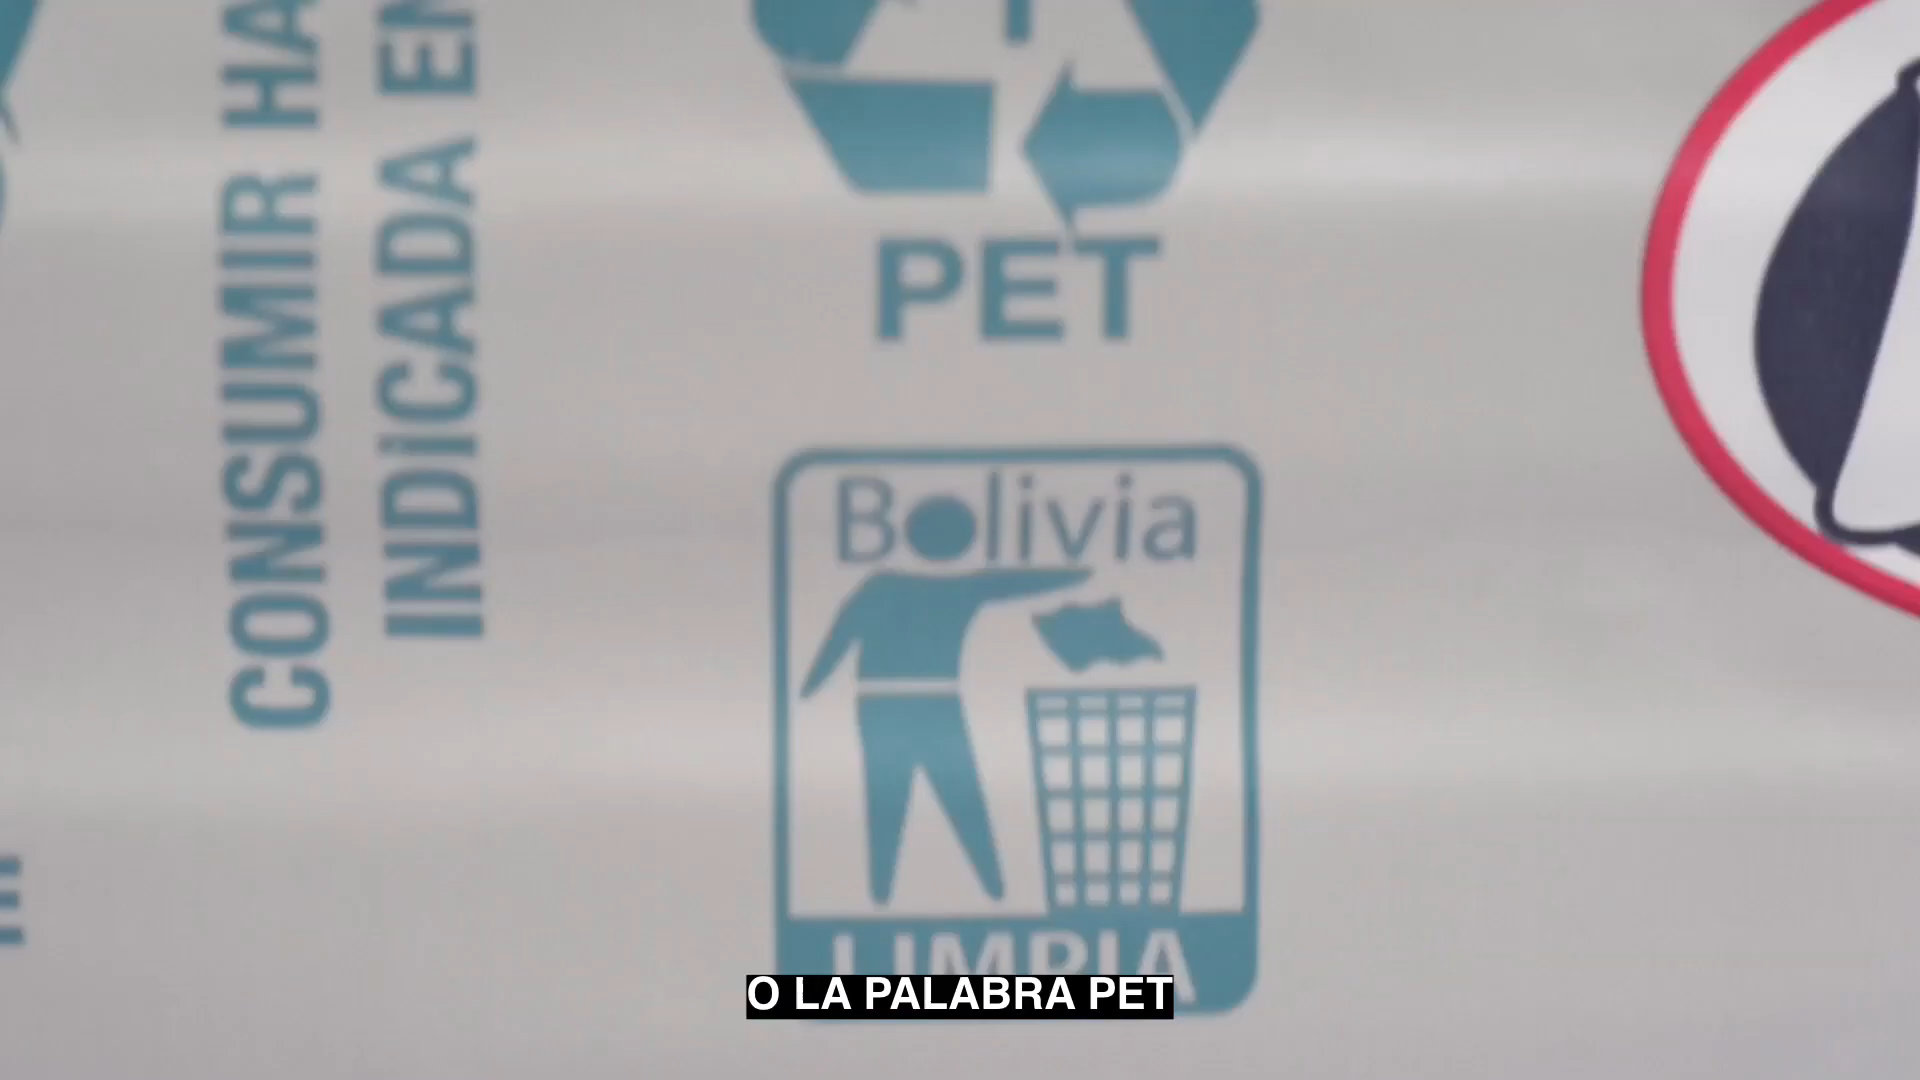 CONSUMIR HA
INDICADA EN
PET
Bolivia
LIMPIA
O LA PALABRA PET